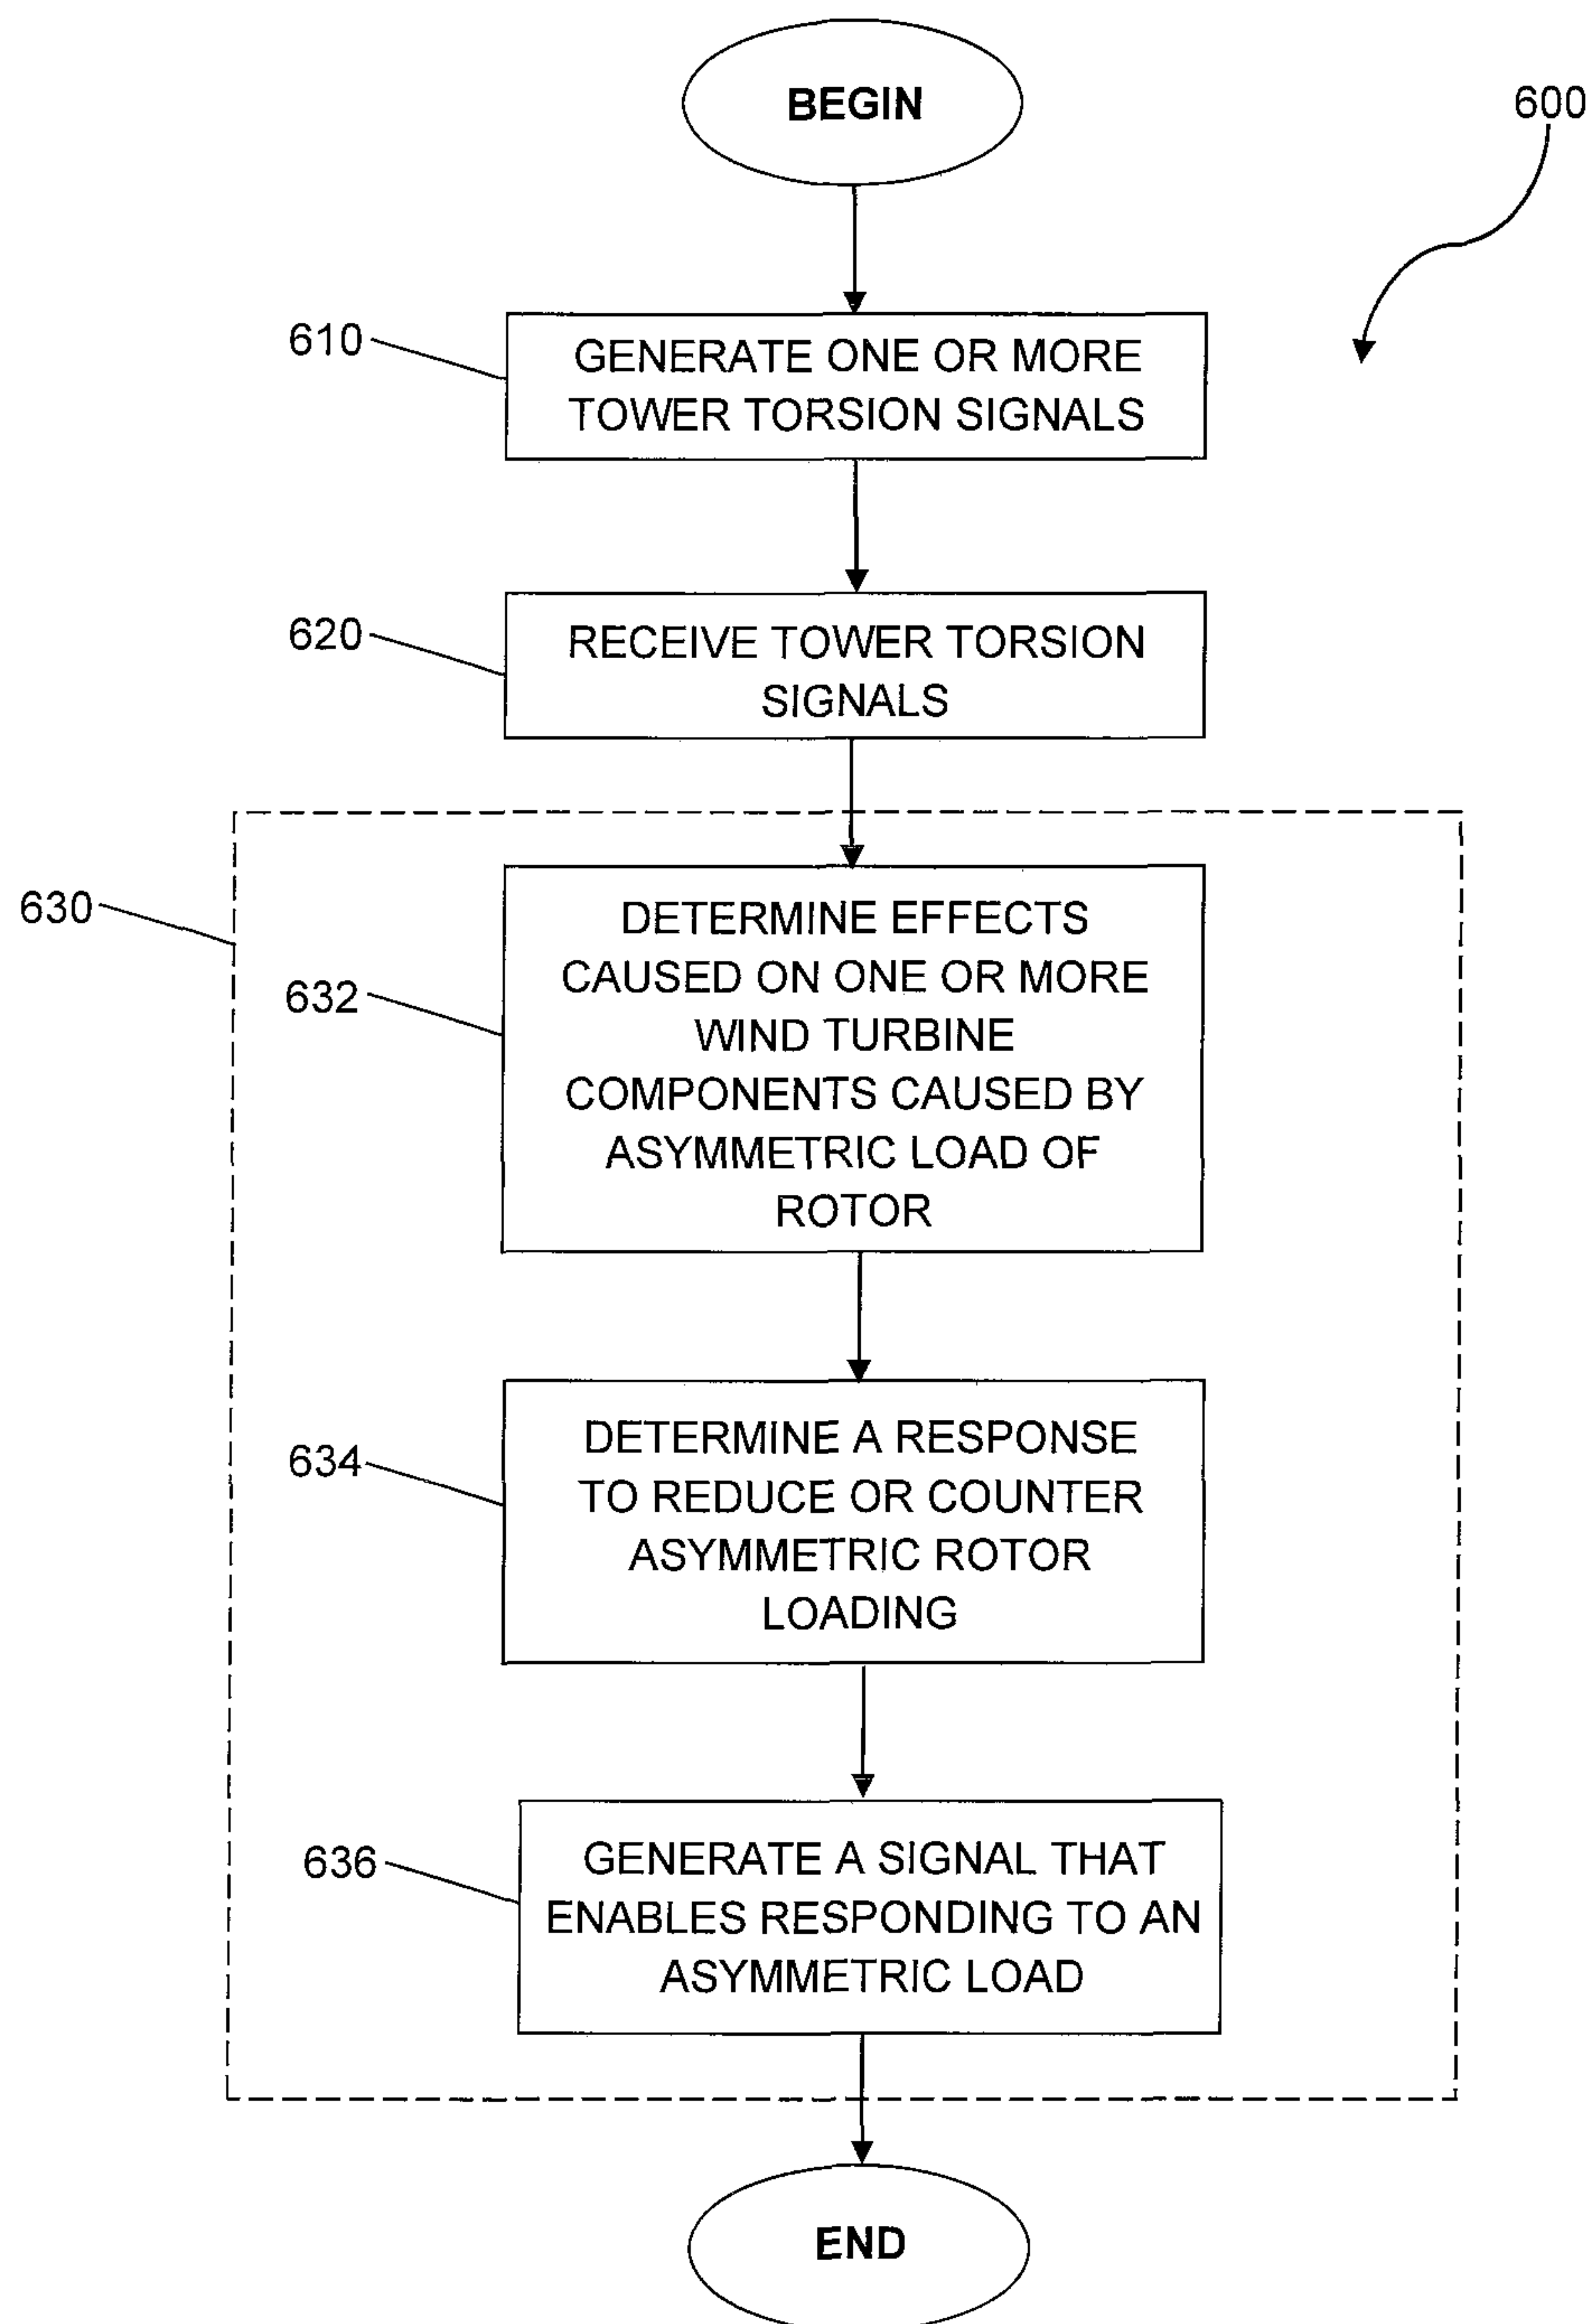 BEGIN
600
610
GENERATE ONE OR MORE
TOWER TORSION SIGNALS
620
RECEIVE TOWER TORSION
SIGNALS
630
632
DETERMINE EFFECTS
CAUSED ON ONE OR MORE
WIND TURBINE
COMPONENTS CAUSED BY
ASYMMETRIC LOAD OF
ROTOR
634
DETERMINE A RESPONSE
TO REDUCE OR COUNTER
ASYMMETRIC ROTOR
LOADING
636
GENERATE A SIGNAL THAT
ENABLES RESPONDING TO AN
ASYMMETRIC LOAD
END